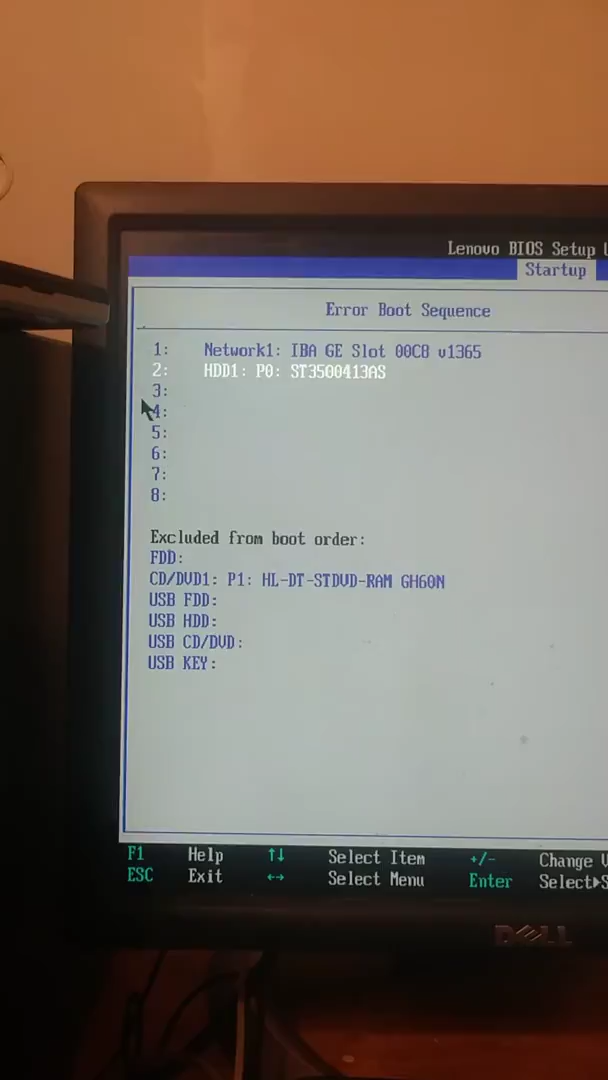 Lenovo BIOS Setup U
Startup
Error Boot Sequence
1: Network1: IBA GE Slot 00C8 v1365
2: HDD1: P0: ST3500413AS
3:
4:
5:
6:
7:
8:
Excluded from boot order:
FDD:
CD/DVD1: P1: HL-DT-STDVD-RAM GH60N
USB FDD:
USB HDD:
USB CD/DVD:
USB KEY:
F1 Help ↑↓ Select Item +/- Change V
ESC Exit ←→ Select Menu Enter Select▶S
DELL